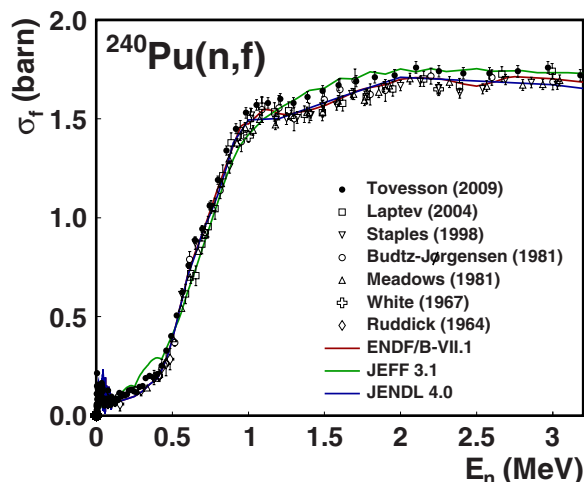 ²⁴⁰Pu(n,f)
σf (barn)
2.0
1.5
1.0
0.5
0.0
Tovesson (2009)
Laptev (2004)
Staples (1998)
Budtz-Jørgensen (1981)
Meadows (1981)
White (1967)
Ruddick (1964)
ENDF/B-VII.1
JEFF 3.1
JENDL 4.0
0 0.5 1 1.5 2 2.5 3
En (MeV)